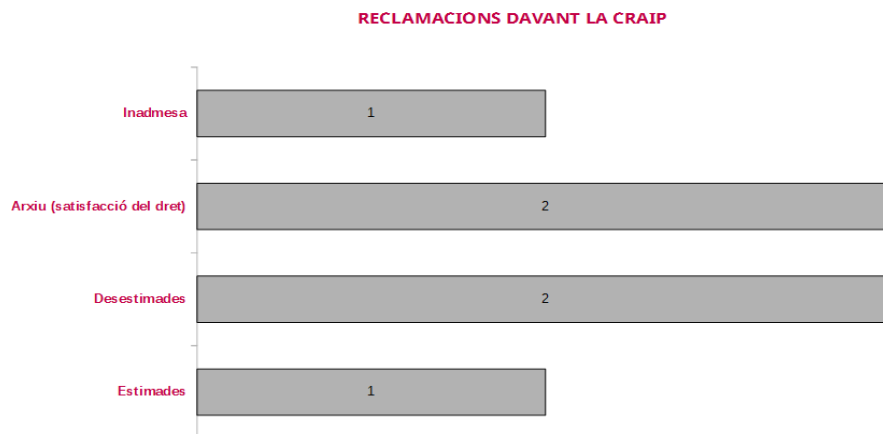 RECLAMACIONS DAVANT LA CRAIP
Inadmesa
1
Arxiu (satisfacció del dret)
2
Desestimades
2
Estimades
1